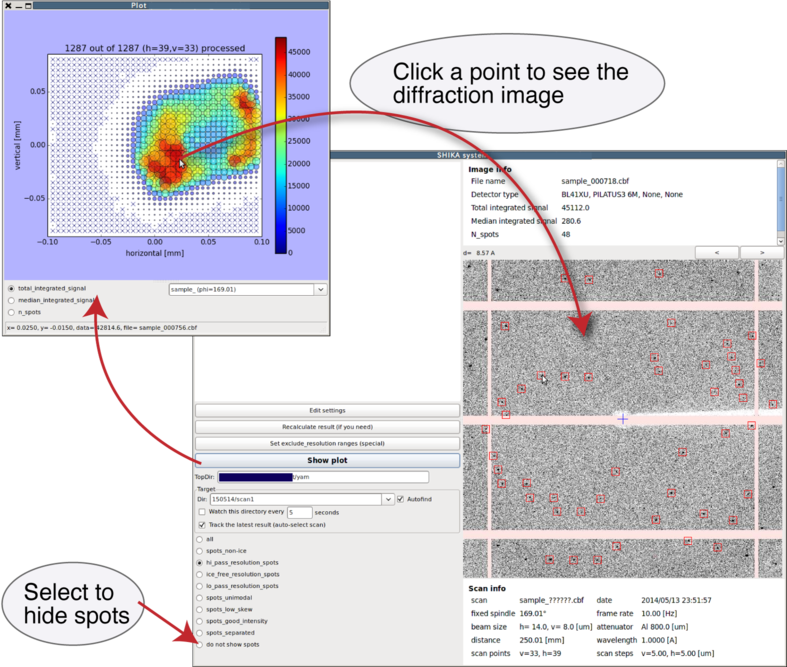 Plot
1287 out of 1287 (h=39,v=33) processed
0.05
0.00
−0.05
vertical [mm]
−0.10 −0.05 0.00 0.05 0.10
horizontal [mm]
45000
40000
35000
30000
25000
20000
15000
10000
5000
0
total_integrated_signal
median_integrated_signal
n_spots
sample_ (phi=169.01)
x= 0.0250, y= -0.0150, data= 42814.6, file= sample_000756.cbf
Click a point to see the
diffraction image
SHIKA system
Image info
File name sample_000718.cbf
Detector type BL41XU, PILATUS3 6M, None, None
Total integrated signal 45112.0
Median integrated signal 280.6
N_spots 48
d= 8.57 A
< >
Edit settings
Recalculate result (if you need)
Set exclude_resolution ranges (special)
Show plot
TopDir: /yam
Target
Dir: 150514/scan1 Autofind
Watch this directory every 5 seconds
Track the latest result (auto-select scan)
all
spots_non-ice
hi_pass_resolution_spots
ice_free_resolution_spots
lo_pass_resolution_spots
spots_unimodal
spots_low_skew
spots_good_intensity
spots_separated
do not show spots
Select to
hide spots
Scan info
scan sample_??????.cbf date 2014/05/13 23:51:57
fixed spindle 169.01° frame rate 10.00 [Hz]
beam size h= 14.0, v= 8.0 [um] attenuator Al 800.0 [um]
distance 250.01 [mm] wavelength 1.0000 [A]
scan points v=33, h=39 scan steps v=5.00, h=5.00 [um]